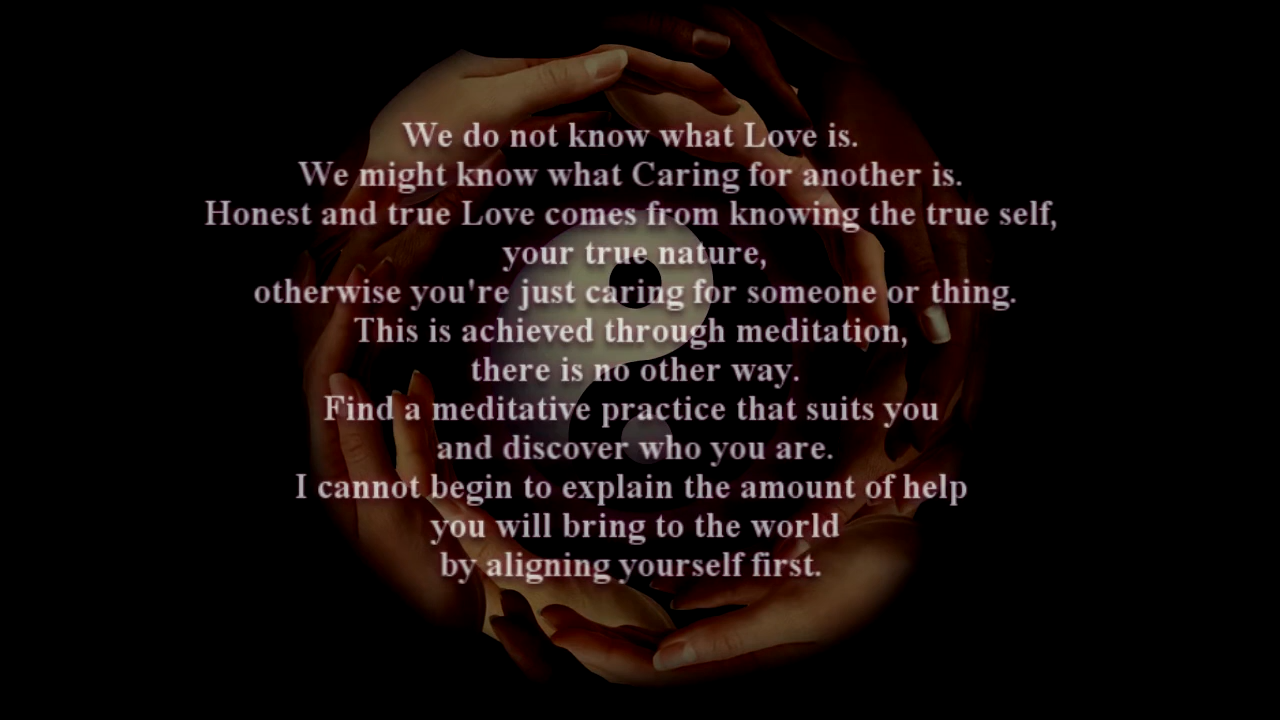 We do not know what Love is.
We might know what Caring for another is.
Honest and true Love comes from knowing the true self,
your true nature,
otherwise you're just caring for someone or thing.
This is achieved through meditation,
there is no other way.
Find a meditative practice that suits you
and discover who you are.
I cannot begin to explain the amount of help
you will bring to the world
by aligning yourself first.